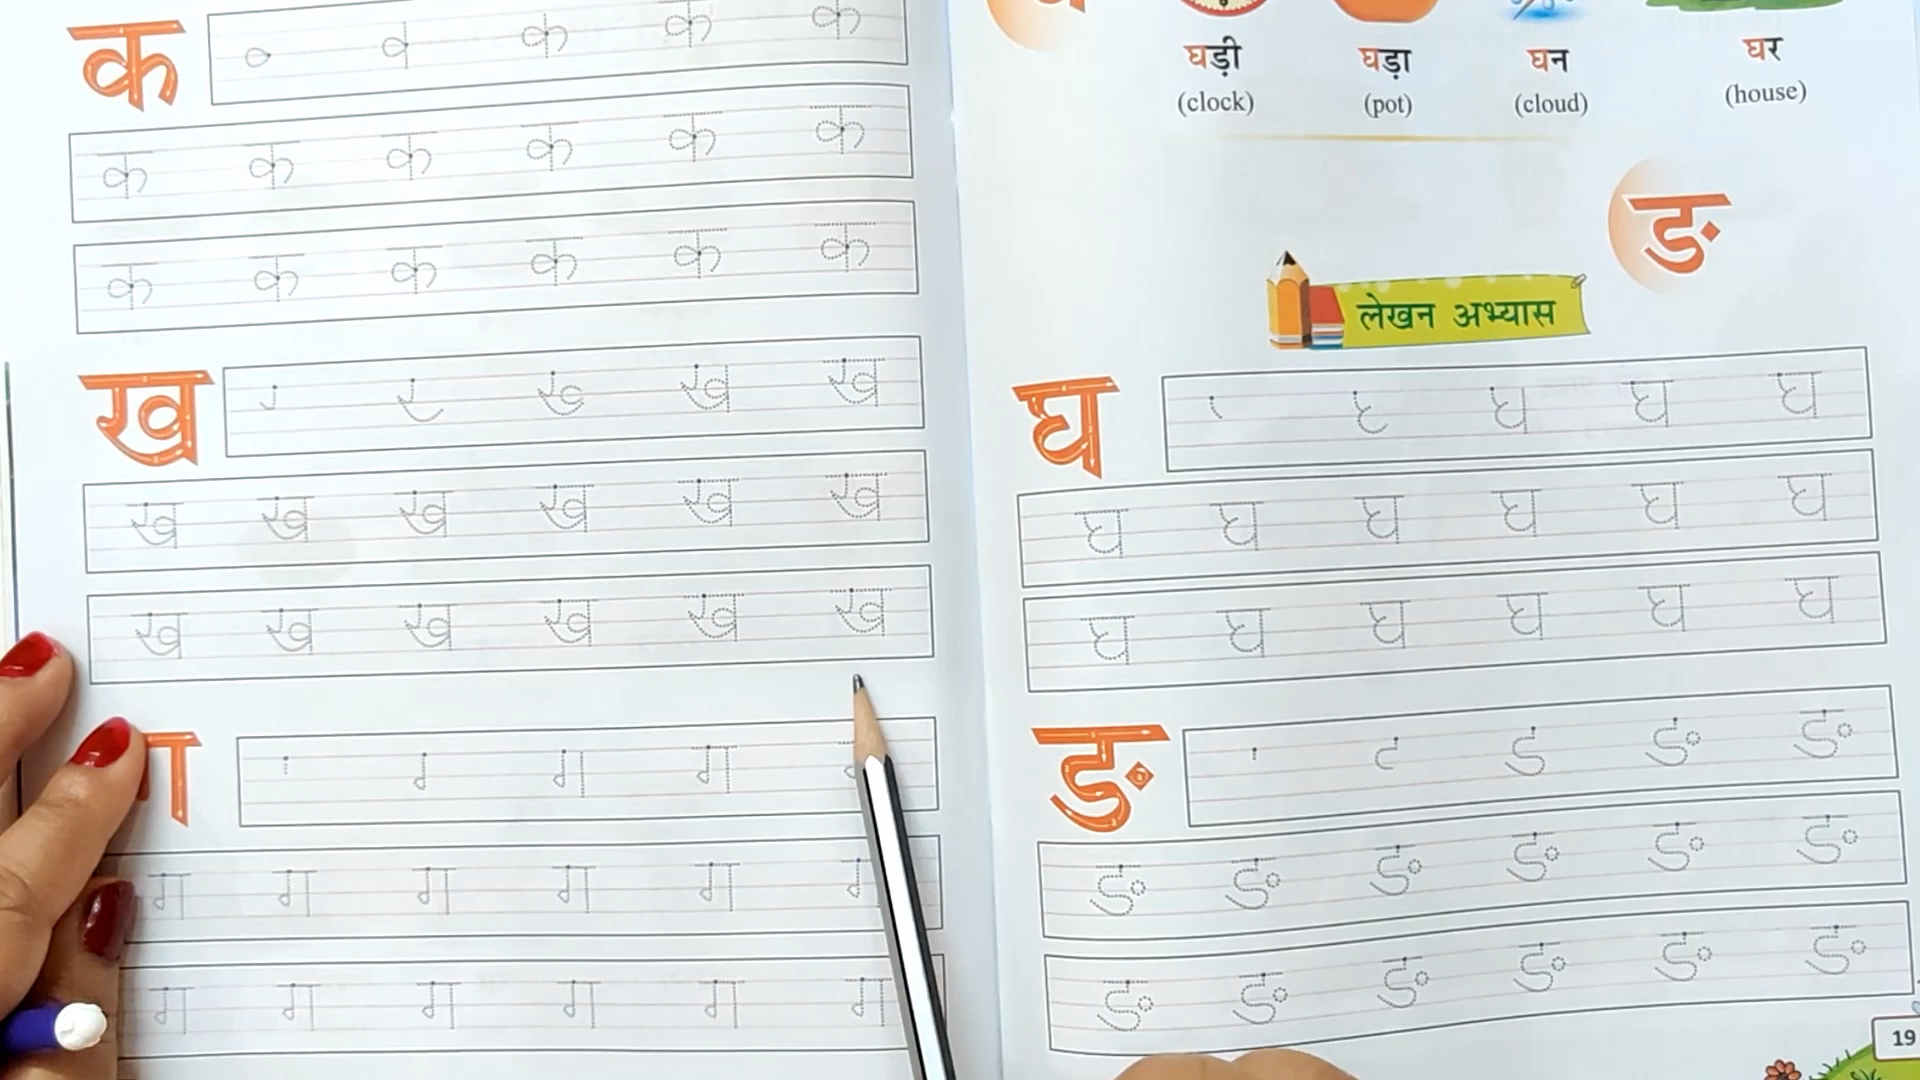 क
क क क
क क क क क क
क क क क क क
ख
ख ख
ख ख ख ख ख ख
ख ख ख ख ख ख
ग ग
ग ग ग ग ग
ग ग ग ग ग ग
घड़ी घड़ा घन घर
(clock) (pot) (cloud) (house)
ङ
लेखन अभ्यास
घ
घ घ घ
घ घ घ घ घ घ
घ घ घ घ घ घ
ङ
ङ ङ
ङ ङ ङ ङ ङ ङ
ङ ङ ङ ङ ङ ङ
19